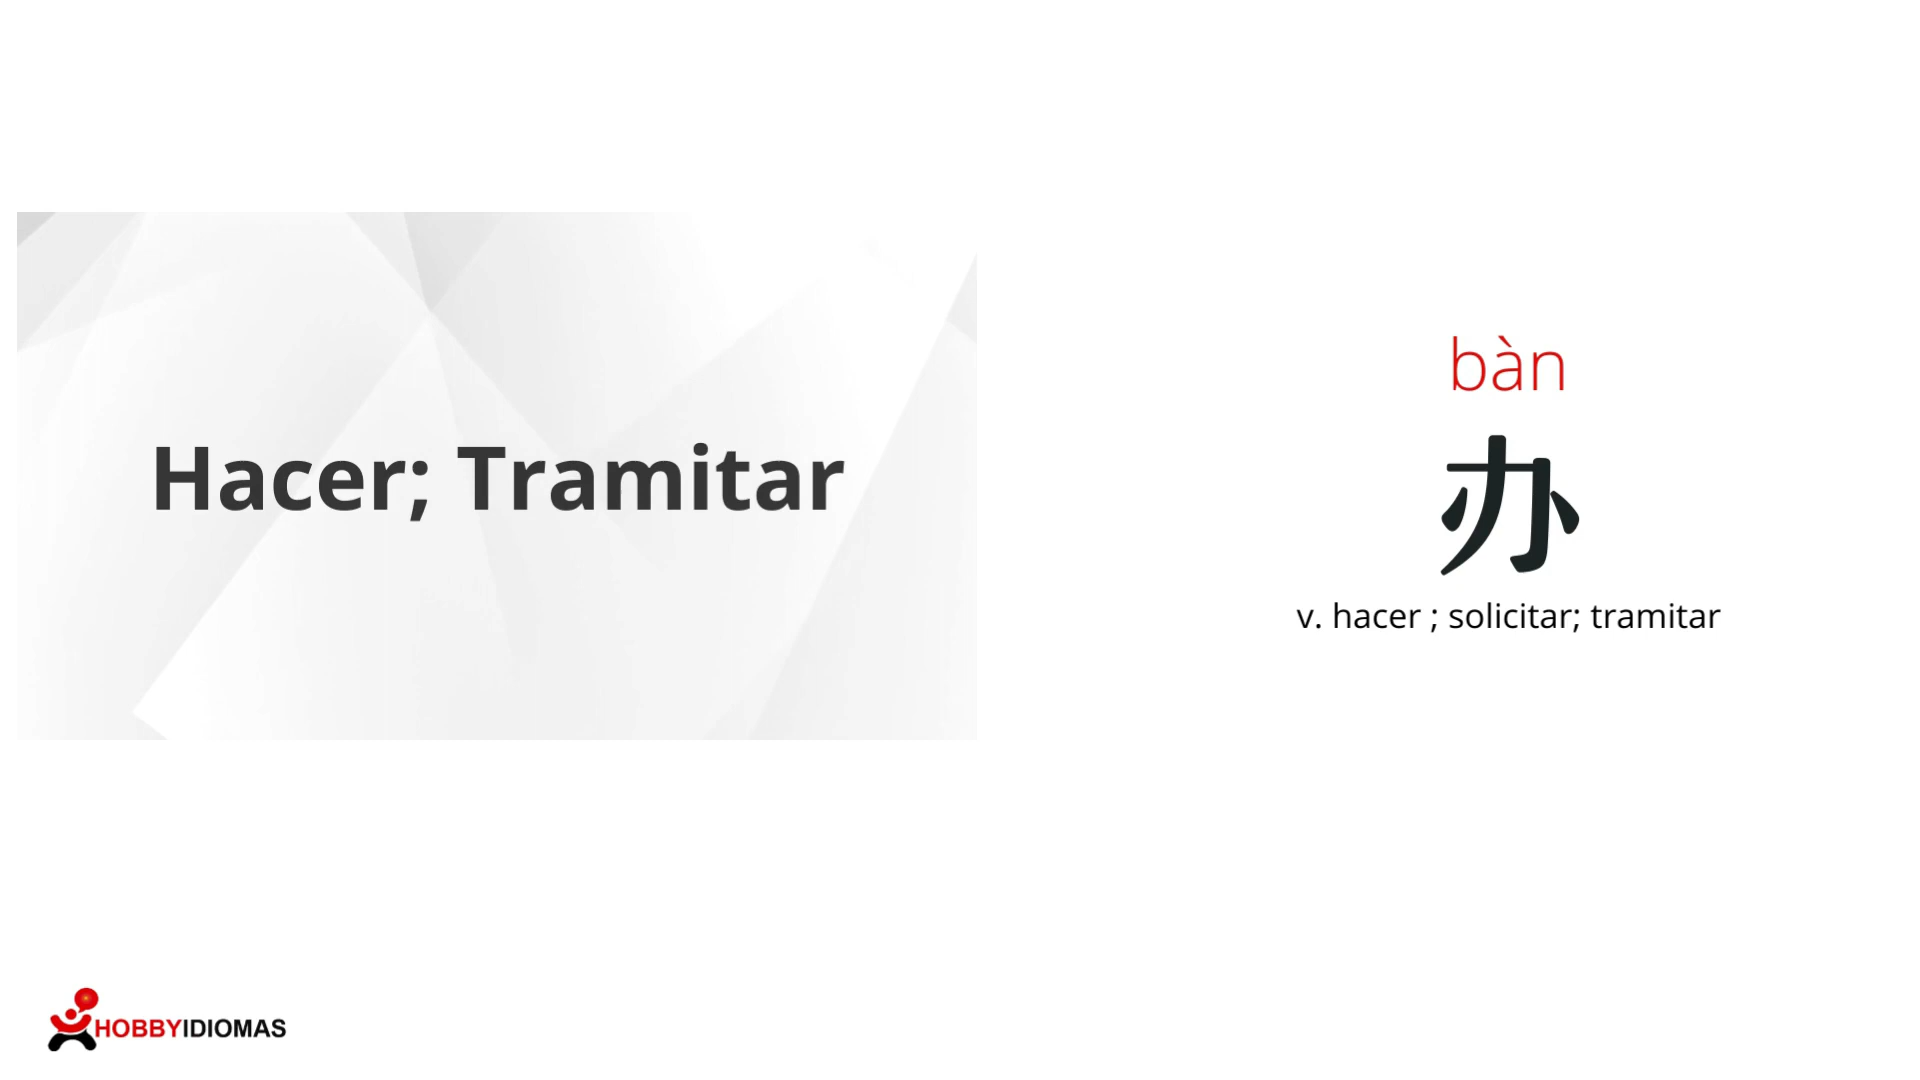 Hacer; Tramitar
bàn
办
v. hacer ; solicitar; tramitar
HOBBYIDIOMAS